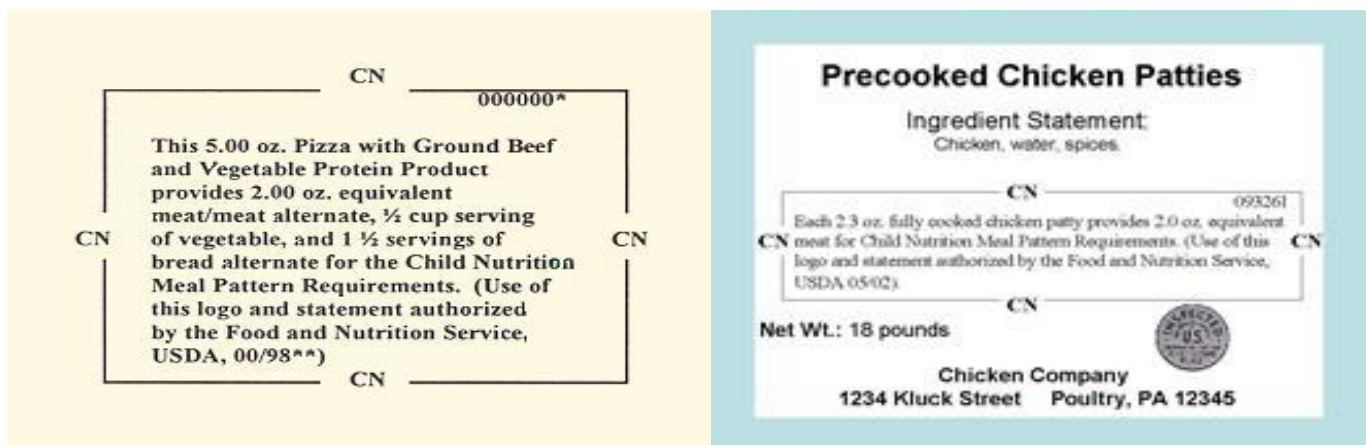 CN
000000*
This 5.00 oz. Pizza with Ground Beef
and Vegetable Protein Product
provides 2.00 oz. equivalent
meat/meat alternate, ½ cup serving
CN of vegetable, and 1 ½ servings of CN
bread alternate for the Child Nutrition
Meal Pattern Requirements. (Use of
this logo and statement authorized
by the Food and Nutrition Service,
USDA, 00/98**)
CN
Precooked Chicken Patties
Ingredient Statement:
Chicken, water, spices.
CN
093261
Each 2.3 oz. fully cooked chicken patty provides 2.0 oz. equivalent
CN meat for Child Nutrition Meal Pattern Requirements. (Use of this CN
logo and statement authorized by the Food and Nutrition Service,
USDA 05/02).
CN
Net Wt.: 18 pounds
INSPECTED
U.S.
Chicken Company
1234 Kluck Street Poultry, PA 12345